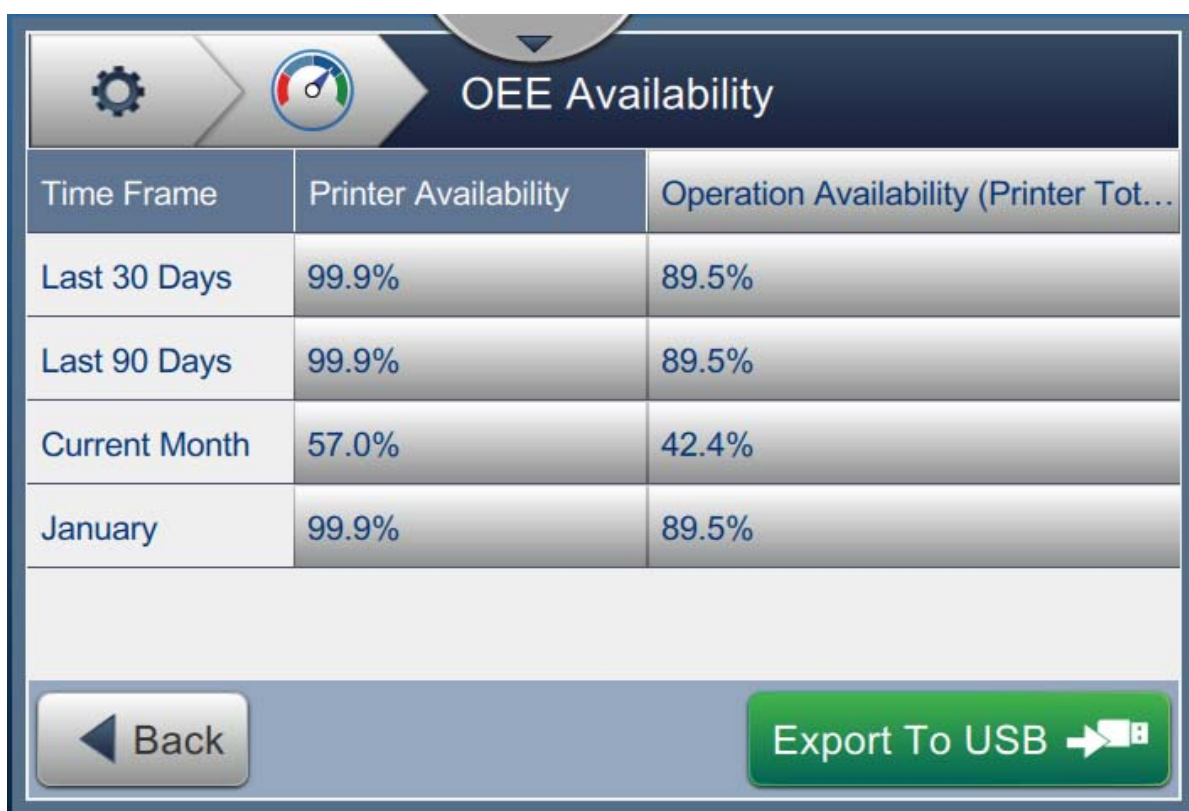 OEE Availability
Time Frame Printer Availability Operation Availability (Printer Tot...
Last 30 Days 99.9% 89.5%
Last 90 Days 99.9% 89.5%
Current Month 57.0% 42.4%
January 99.9% 89.5%
Back Export To USB